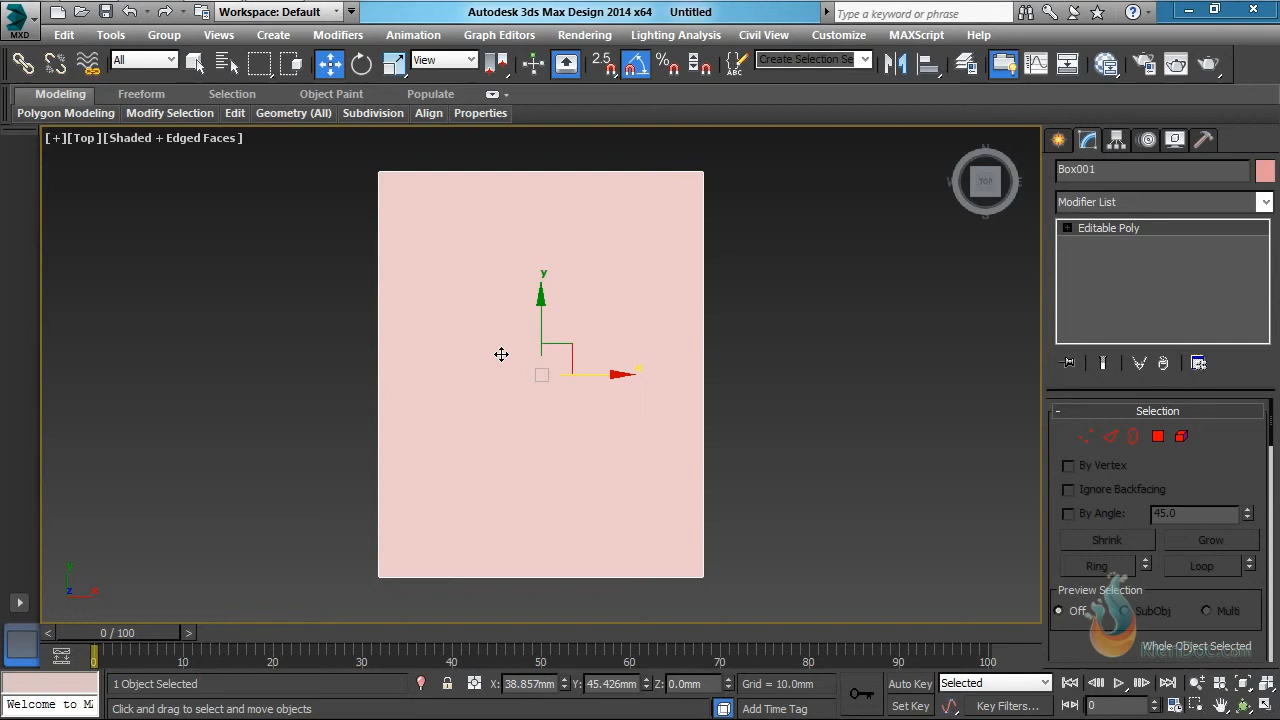 Workspace: Default
Autodesk 3ds Max Design 2014 x64 Untitled
Type a keyword or phrase
MXD
Edit Tools Group Views Create Modifiers Animation Graph Editors Rendering Lighting Analysis Civil View Customize MAXScript Help
All
View
2.5
Create Selection Se
Modeling Freeform Selection Object Paint Populate
Polygon Modeling Modify Selection Edit Geometry (All) Subdivision Align Properties
[+][Top][Shaded + Edged Faces]
N
W TOP E
S
y
x
y
z x
Box001
Modifier List
Editable Poly
Selection
By Vertex
Ignore Backfacing
By Angle: 45.0
Shrink Grow
Ring Loop
Preview Selection
Off SubObj Multi
Whole Object Selected
< 0 / 100 >
0 10 20 30 40 50 60 70 80 90 100
1 Object Selected
X: 38.857mm Y: 45.426mm Z: 0.0mm Grid = 10.0mm
Auto Key Selected
Welcome to M
Click and drag to select and move objects
Add Time Tag
Set Key Key Filters...
0